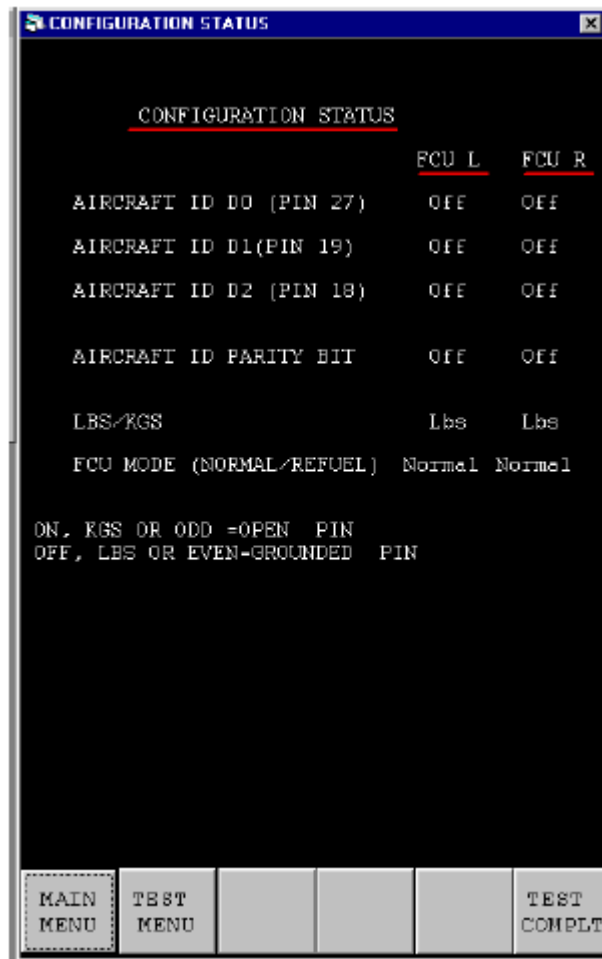 CONFIGURATION STATUS
CONFIGURATION STATUS
FCU L FCU R
AIRCRAFT ID D0 (PIN 27) Off Off
AIRCRAFT ID D1(PIN 19) Off Off
AIRCRAFT ID D2 (PIN 18) Off Off
AIRCRAFT ID PARITY BIT Off Off
LBS/KGS Lbs Lbs
FCU MODE (NORMAL/REFUEL) Normal Normal
ON, KGS OR ODD =OPEN PIN
OFF, LBS OR EVEN=GROUNDED PIN
MAIN MENU
TEST MENU
TEST COMPLT